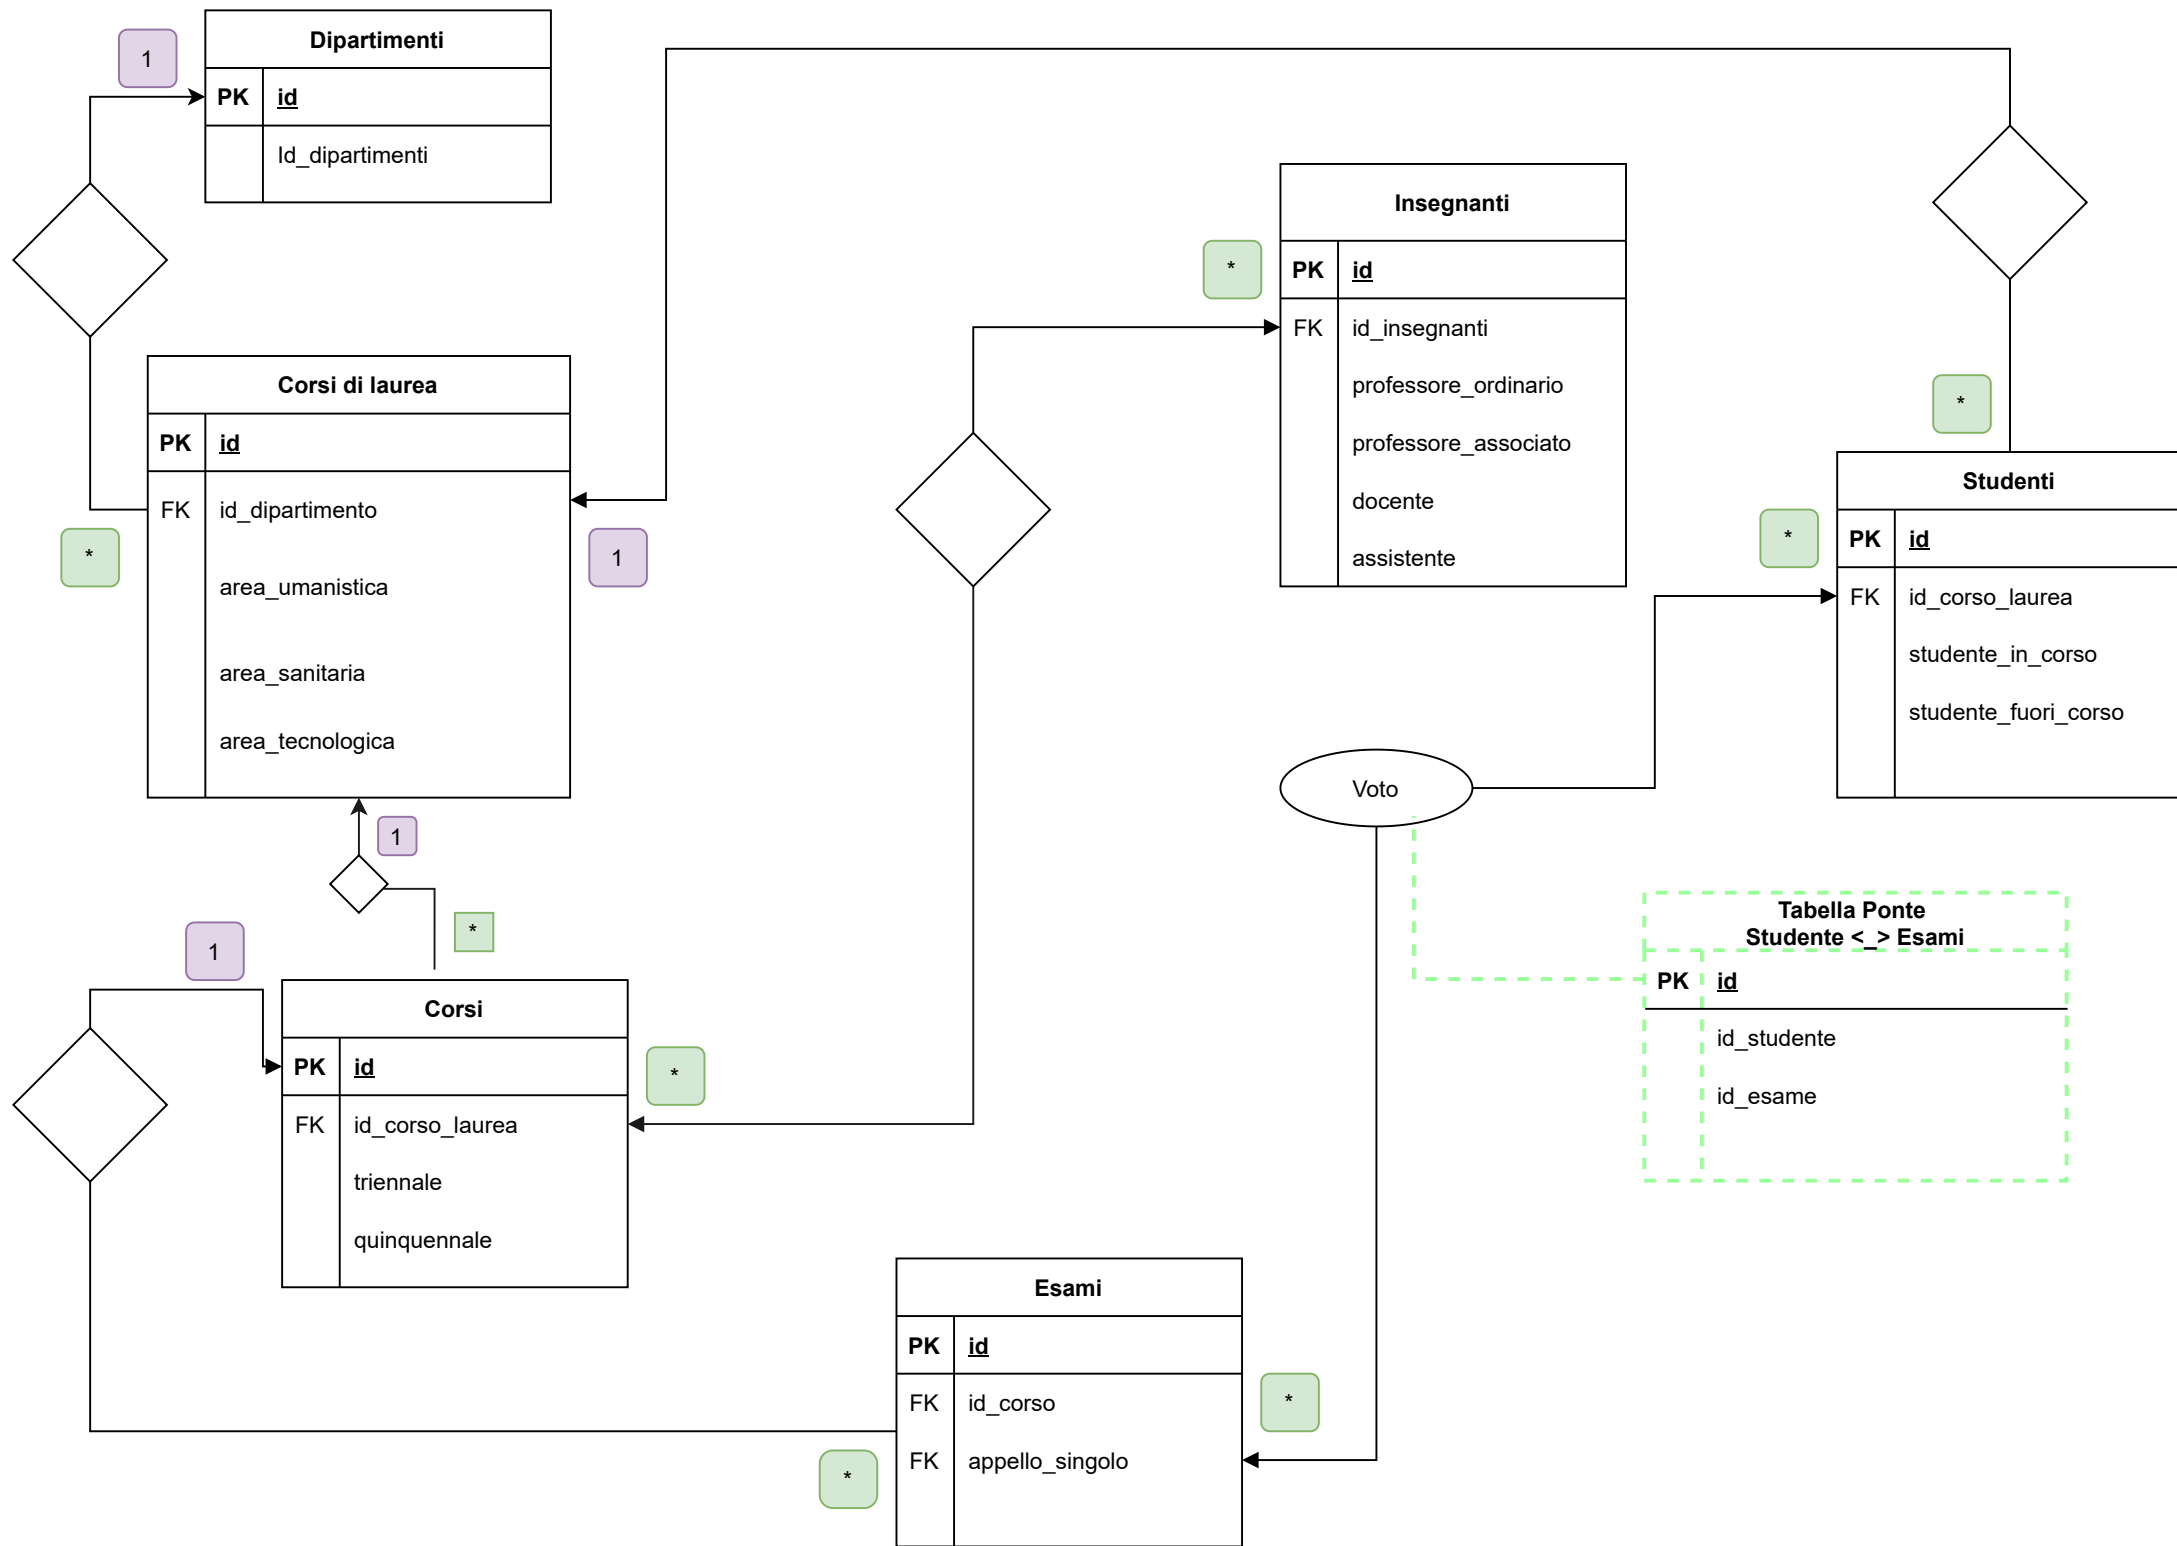 Dipartimenti
1
PK id
Id_dipartimenti
Insegnanti
*
PK id
FK id_insegnanti
professore_ordinario
professore_associato
docente
assistente
Corsi di laurea
PK id
FK id_dipartimento
*
1
area_umanistica
area_sanitaria
area_tecnologica
*
Studenti
*
PK id
FK id_corso_laurea
studente_in_corso
studente_fuori_corso
Voto
1
*
Tabella Ponte
Studente <_> Esami
PK id
id_studente
id_esame
1
Corsi
PK id
*
FK id_corso_laurea
triennale
quinquennale
Esami
PK id
FK id_corso
*
FK appello_singolo
*